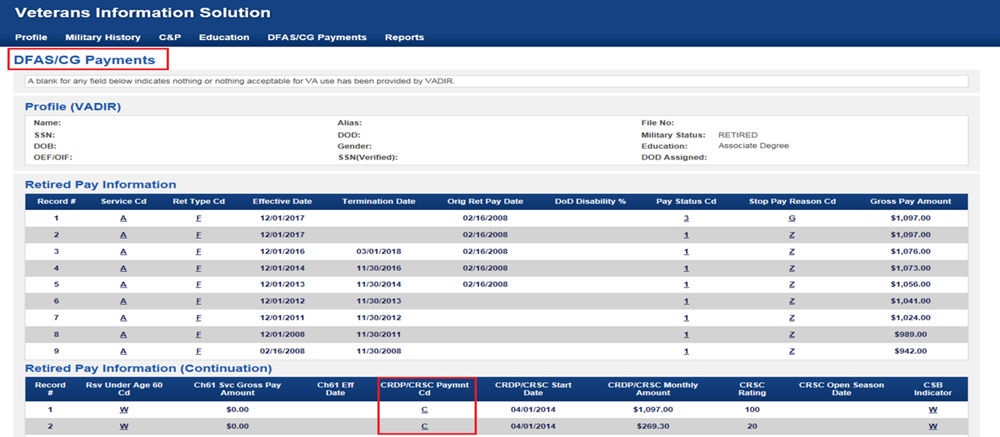 Veterans Information Solution
Profile Military History C&P Education DFAS/CG Payments Reports
DFAS/CG Payments
A blank for any field below indicates nothing or nothing acceptable for VA use has been provided by VADIR.
Profile (VADIR)
Name: Alias: File No:
SSN: DOD: Military Status: RETIRED
DOB: Gender: Education: Associate Degree
OEF/OIF: SSN(Verified): DOD Assigned:
Retired Pay Information
Record # Service Cd Ret Type Cd Effective Date Termination Date Orig Ret Pay Date DoD Disability % Pay Status Cd Stop Pay Reason Cd Gross Pay Amount
1 A F 12/01/2017 02/16/2008 3 G $1,097.00
2 A F 12/01/2017 02/16/2008 1 Z $1,097.00
3 A F 12/01/2016 03/01/2018 02/16/2008 1 Z $1,076.00
4 A F 12/01/2014 11/30/2016 02/16/2008 1 Z $1,073.00
5 A F 12/01/2013 11/30/2014 02/16/2008 1 Z $1,056.00
6 A F 12/01/2012 11/30/2013 1 Z $1,041.00
7 A F 12/01/2011 11/30/2012 1 Z $1,024.00
8 A F 12/01/2008 11/30/2011 1 Z $989.00
9 A F 02/16/2008 11/30/2008 1 Z $942.00
Retired Pay Information (Continuation)
Record Rsv Under Age 60 Ch61 Svc Gross Pay Ch61 Eff CRDP/CRSC Paymnt CRDP/CRSC Start CRDP/CRSC Monthly CRSC CRSC Open Season CSB
# Cd Amount Date Cd Date Amount Rating Date Indicator
1 W $0.00 C 04/01/2014 $1,097.00 100 W
2 W $0.00 C 04/01/2014 $269.30 20 W